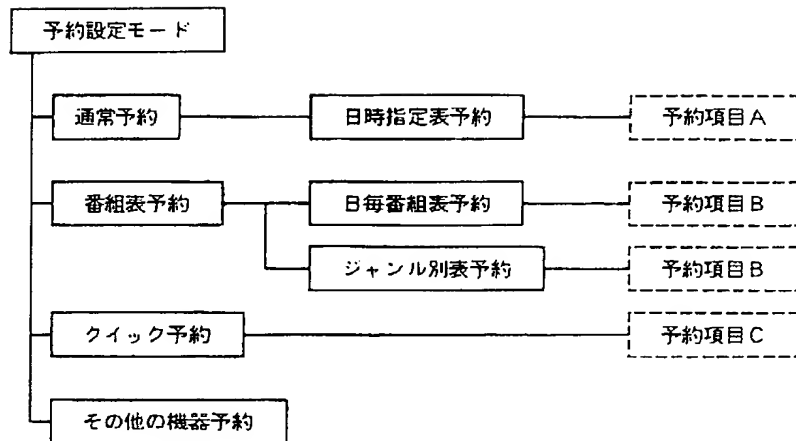 予約設定モード
通常予約 日時指定表予約 予約項目A
番組表予約 日毎番組表予約 予約項目B
ジャンル別表予約 予約項目B
クイック予約 予約項目C
その他の機器予約